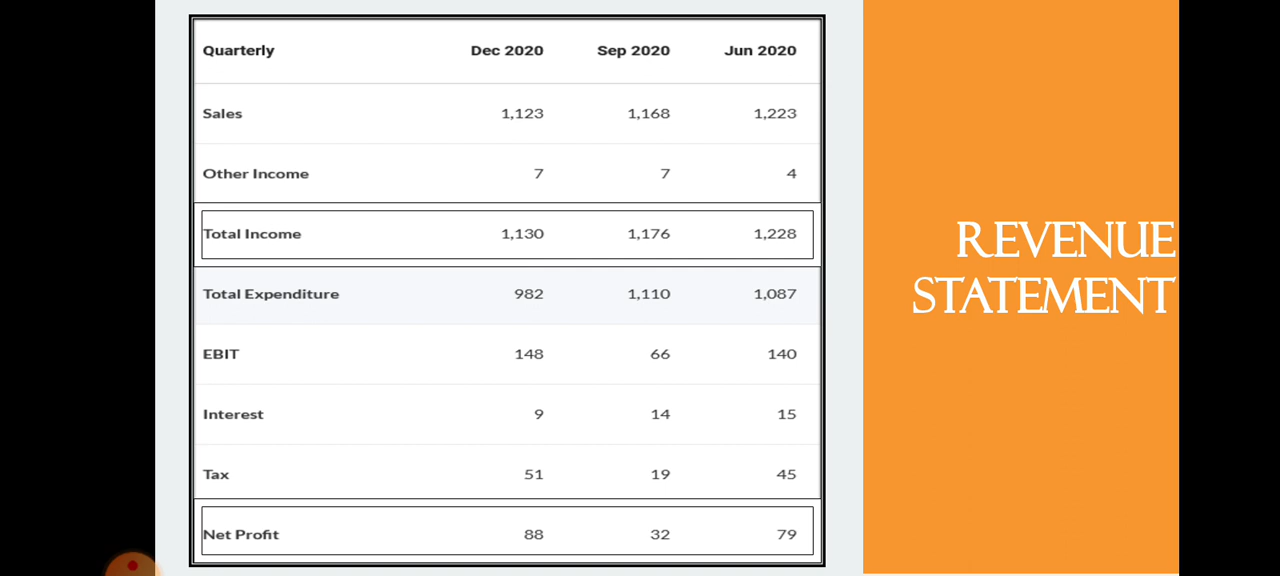 Quarterly Dec 2020 Sep 2020 Jun 2020
Sales 1,123 1,168 1,223
Other Income 7 7 4
Total Income 1,130 1,176 1,228
Total Expenditure 982 1,110 1,087
EBIT 148 66 140
Interest 9 14 15
Tax 51 19 45
Net Profit 88 32 79
REVENUE
STATEMENT